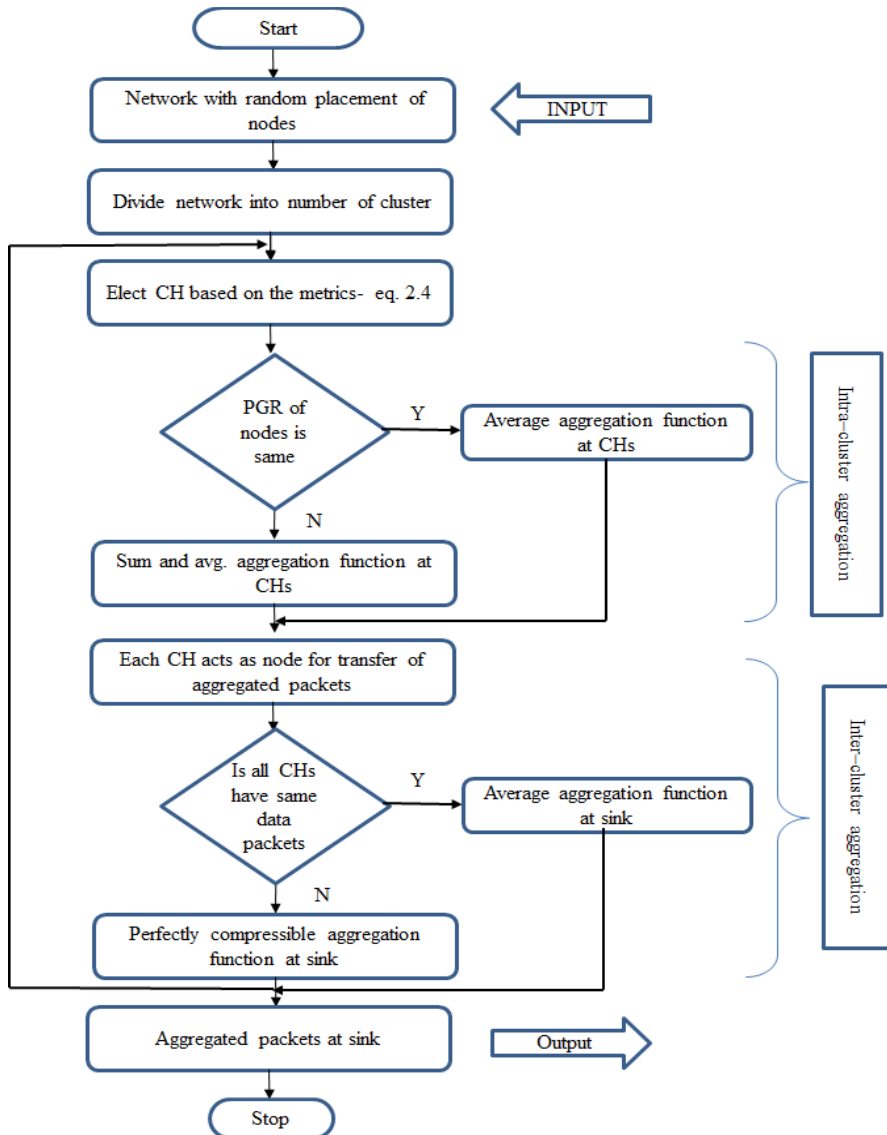 Start
Network with random placement of
nodes
INPUT
Divide network into number of cluster
Elect CH based on the metrics- eq. 2.4
PGR of
nodes is
same
Y
Average aggregation function
at CHs
N
Sum and avg. aggregation function at
CHs
Intra–cluster aggregation
Each CH acts as node for transfer of
aggregated packets
Is all CHs
have same
data
packets
Y
Average aggregation function
at sink
N
Perfectly compressible aggregation
function at sink
Inter–cluster aggregation
Aggregated packets at sink
Output
Stop